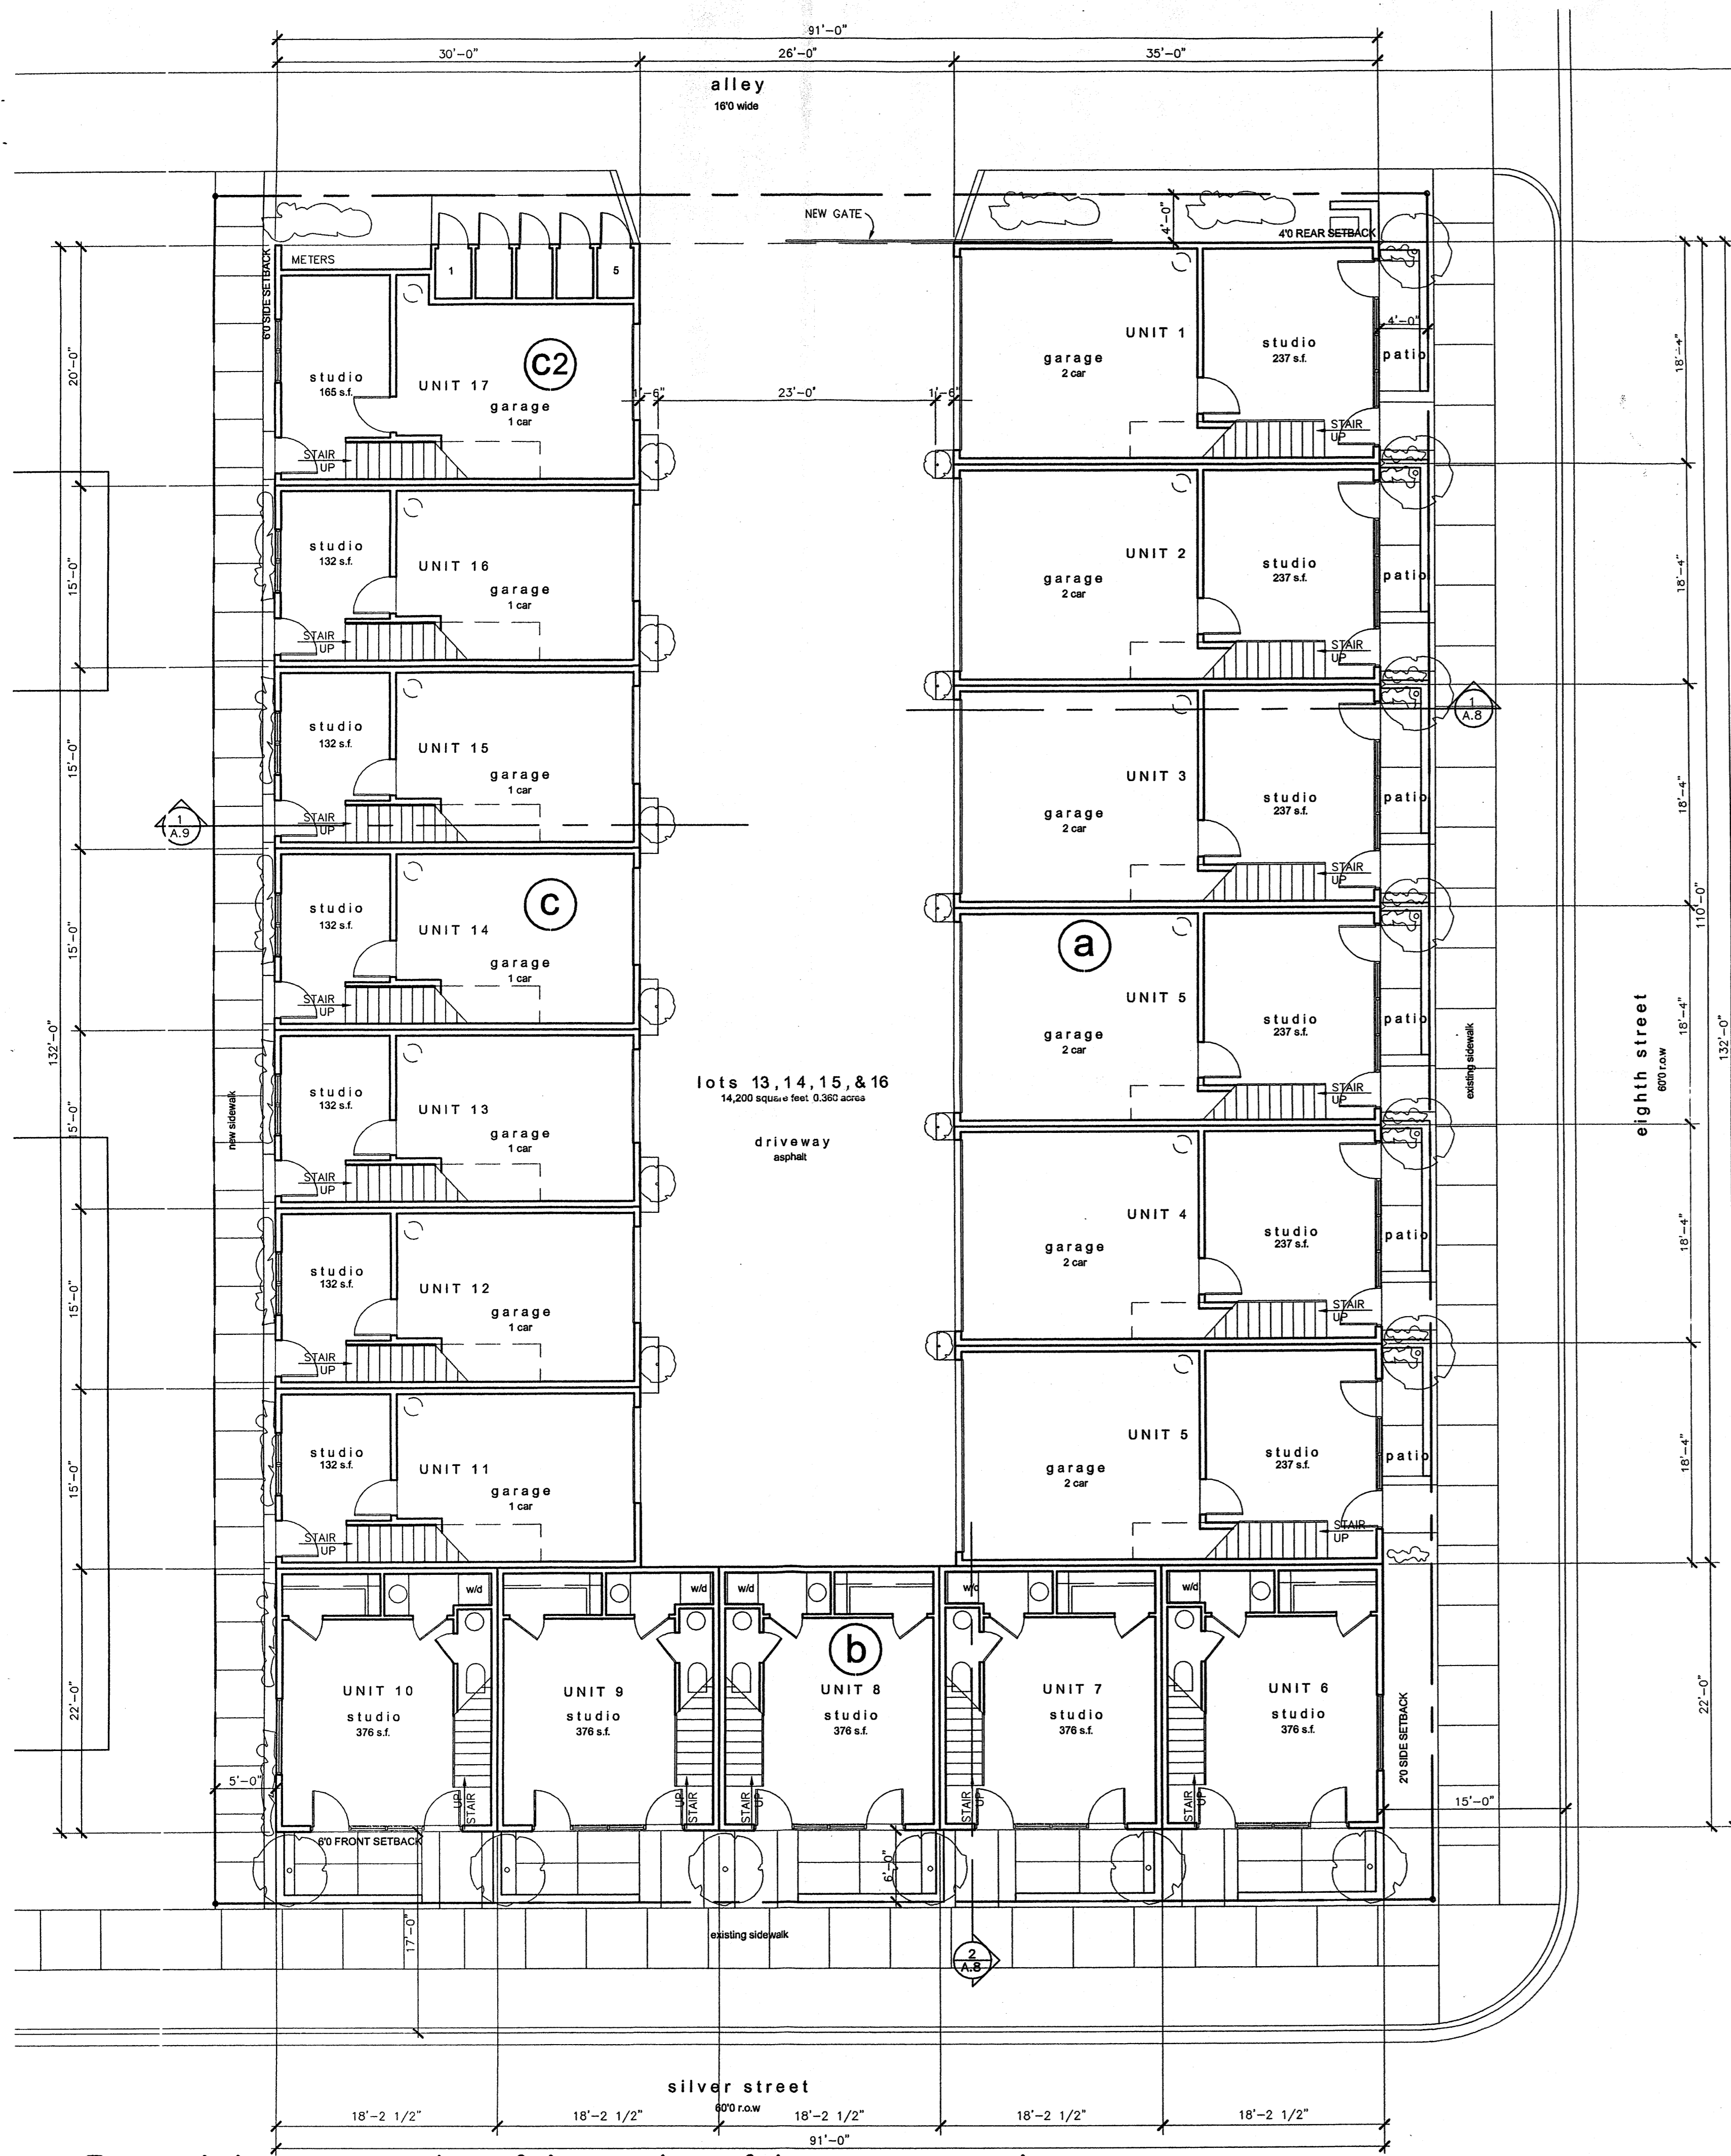 91'-0"
30'-0"
26'-0"
35'-0"
alley
16'0 wide
NEW GATE
4'-0"
4'0 REAR SETBACK
METERS
1
5
6'0 SIDE SETBACK
20'-0"
studio
165 s.f.
UNIT 17
C2
garage
1 car
STAIR
UP
1'-6"
23'-0"
1'-6"
UNIT 1
garage
2 car
studio
237 s.f.
4'-0"
patio
STAIR
UP
18'-4"
15'-0"
studio
132 s.f.
UNIT 16
garage
1 car
STAIR
UP
UNIT 2
garage
2 car
studio
237 s.f.
patio
STAIR
UP
18'-4"
15'-0"
studio
132 s.f.
UNIT 15
garage
1 car
STAIR
UP
1
A.9
1
A.8
UNIT 3
garage
2 car
studio
237 s.f.
patio
STAIR
UP
18'-4"
15'-0"
studio
132 s.f.
UNIT 14
c
garage
1 car
STAIR
UP
a
UNIT 5
garage
2 car
studio
237 s.f.
patio
STAIR
UP
18'-4"
110'-0"
132'-0"
132'-0"
eighth street
60'0 r.o.w
existing sidewalk
new sidewalk
5'-0"
studio
132 s.f.
UNIT 13
garage
1 car
STAIR
UP
lots 13,14,15,&16
14,200 square feet 0.360 acres
driveway
asphalt
UNIT 4
garage
2 car
studio
237 s.f.
patio
STAIR
UP
18'-4"
15'-0"
studio
132 s.f.
UNIT 12
garage
1 car
STAIR
UP
UNIT 5
garage
2 car
studio
237 s.f.
patio
STAIR
UP
18'-4"
15'-0"
studio
132 s.f.
UNIT 11
garage
1 car
STAIR
UP
w/d
w/d
w/d
w/d
w/d
22'-0"
UNIT 10
studio
376 s.f.
STAIR
UP
UNIT 9
studio
376 s.f.
STAIR
UP
b
UNIT 8
studio
376 s.f.
STAIR
UP
UNIT 7
studio
376 s.f.
STAIR
UP
UNIT 6
studio
376 s.f.
STAIR
UP
2'0 SIDE SETBACK
22'-0"
5'-0"
15'-0"
6'0 FRONT SETBACK
6'-0"
17'-0"
existing sidewalk
2
A.8
silver street
60'0 r.o.w
18'-2 1/2"
18'-2 1/2"
18'-2 1/2"
18'-2 1/2"
18'-2 1/2"
91'-0"